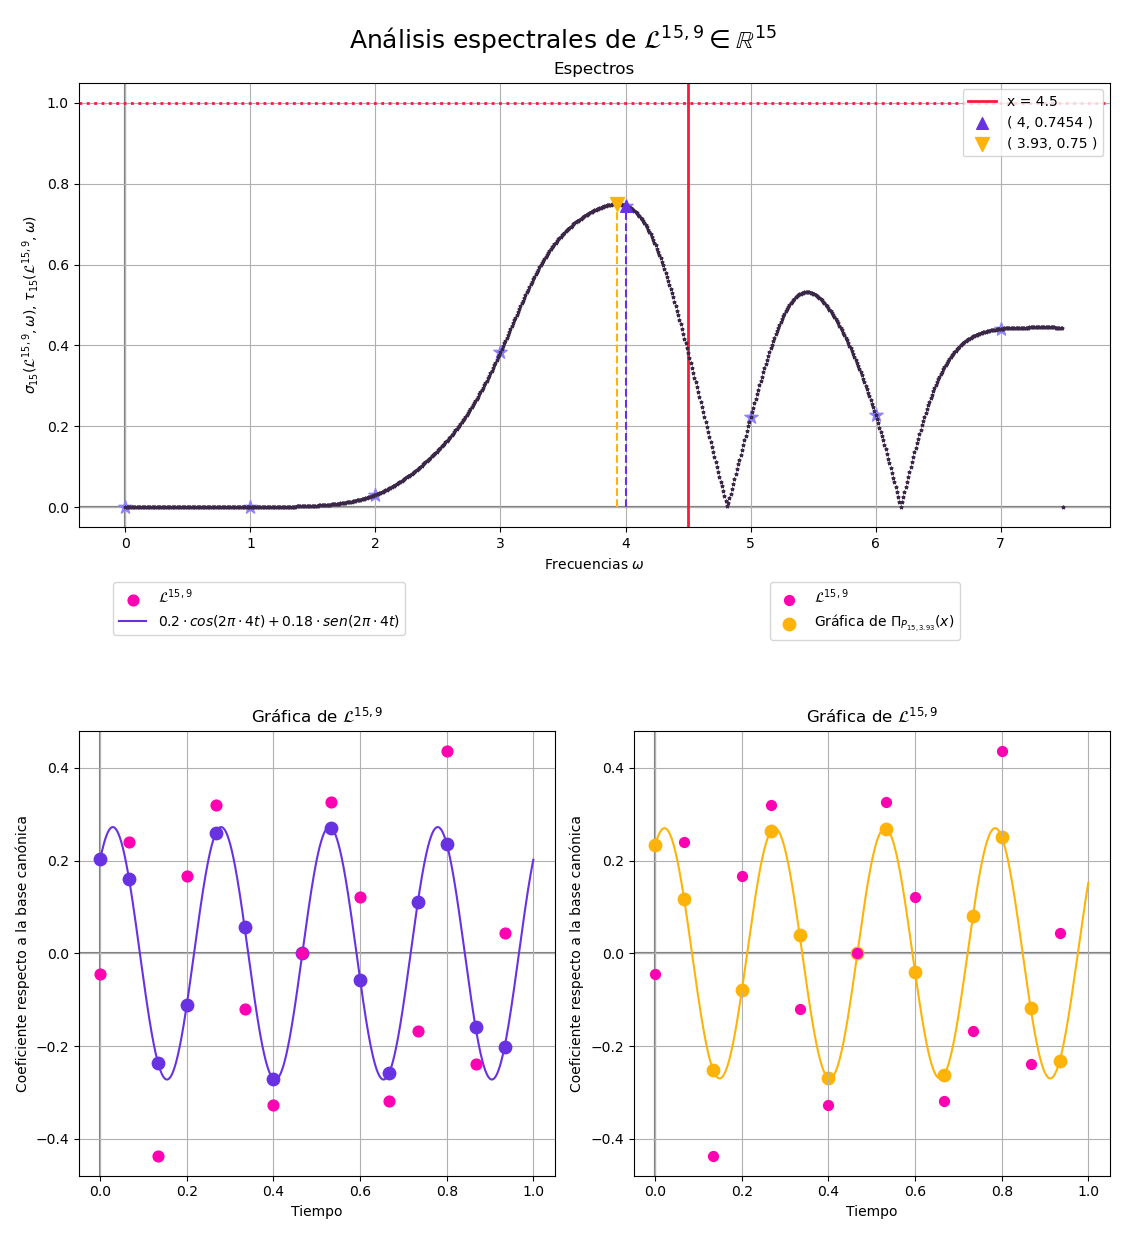 Análisis espectrales de ℒ^{15,9} ∈ ℝ^{15}
Espectros
σ_{15}(ℒ^{15,9}, ω), τ_{15}(ℒ^{15,9}, ω)
1.0
0.8
0.6
0.4
0.2
0.0
x = 4.5
( 4, 0.7454 )
( 3.93, 0.75 )
0 1 2 3 4 5 6 7
Frecuencias ω
ℒ^{15,9}
0.2 · cos(2π · 4t) + 0.18 · sen(2π · 4t)
ℒ^{15,9}
Gráfica de Π_{P_{15,3.93}}(x)
Gráfica de ℒ^{15,9}
Coeficiente respecto a la base canónica
0.4
0.2
0.0
−0.2
−0.4
0.0 0.2 0.4 0.6 0.8 1.0
Tiempo
Gráfica de ℒ^{15,9}
Coeficiente respecto a la base canónica
0.4
0.2
0.0
−0.2
−0.4
0.0 0.2 0.4 0.6 0.8 1.0
Tiempo